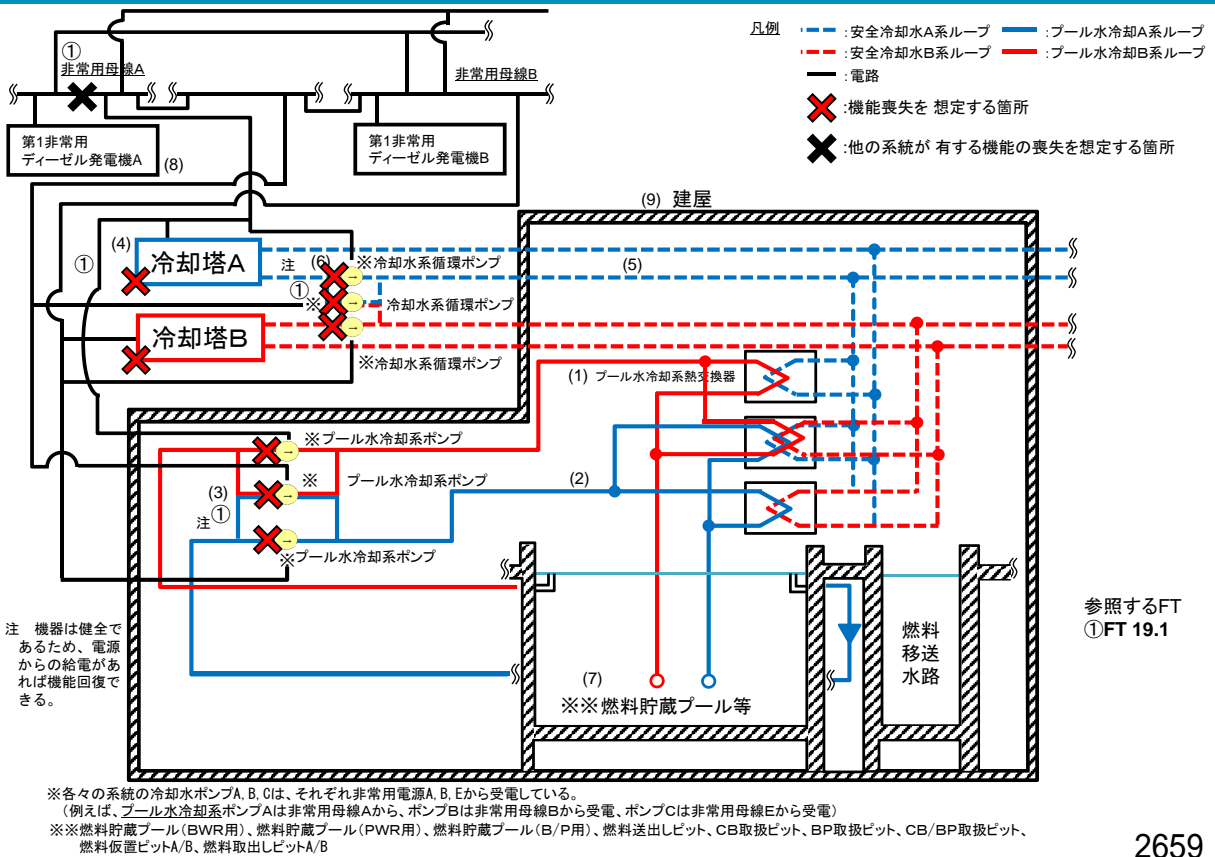 凡例
:安全冷却水A系ループ
:プール水冷却A系ループ
:安全冷却水B系ループ
:プール水冷却B系ループ
:電路
:機能喪失を 想定する箇所
:他の系統が 有する機能の喪失を想定する箇所
①
非常用母線A
非常用母線B
第1非常用
ディーゼル発電機A
(8)
第1非常用
ディーゼル発電機B
(9) 建屋
(4)
冷却塔A
①
注
(6)
※冷却水系循環ポンプ
(5)
①
※
冷却水系循環ポンプ
冷却塔B
※冷却水系循環ポンプ
(1) プール水冷却系熱交換器
※プール水冷却系ポンプ
※
プール水冷却系ポンプ
(3)
(2)
注①
※プール水冷却系ポンプ
注 機器は健全で
あるため、電源
からの給電があ
れば機能回復で
きる。
(7)
※※燃料貯蔵プール等
燃料
移送
水路
参照するFT
①FT 19.1
※各々の系統の冷却水ポンプA, B, Cは、それぞれ非常用電源A, B, Eから受電している。
(例えば、プール水冷却系ポンプAは非常用母線Aから、ポンプBは非常用母線Bから受電、ポンプCは非常用母線Eから受電)
※※燃料貯蔵プール(BWR用)、燃料貯蔵プール(PWR用)、燃料貯蔵プール(B/P用)、燃料送出しピット、CB取扱ピット、BP取扱ピット、CB/BP取扱ピット、
燃料仮置ピットA/B、燃料取出しピットA/B
2659